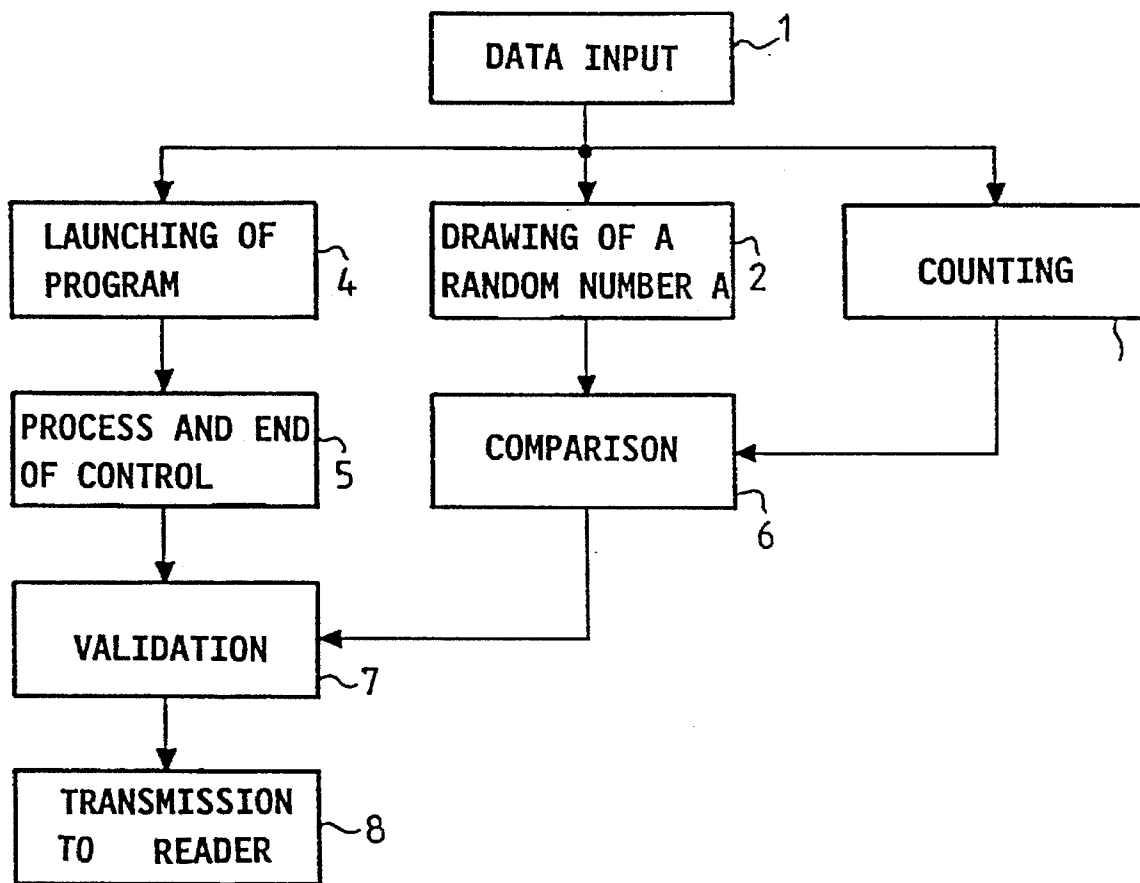 DATA INPUT
1
LAUNCHING OF
PROGRAM
4
DRAWING OF A
RANDOM NUMBER A
2
COUNTING
PROCESS AND END
OF CONTROL
5
COMPARISON
6
VALIDATION
7
TRANSMISSION
TO READER
8